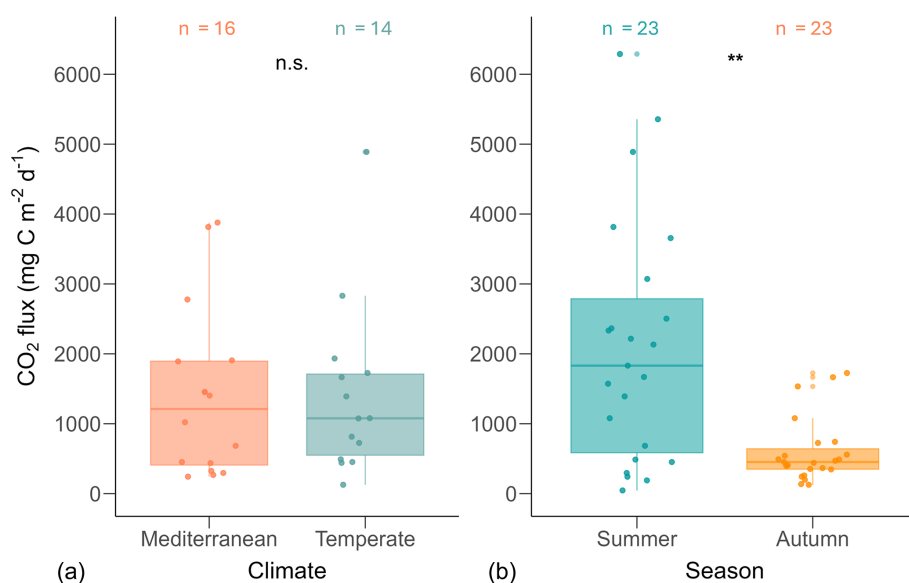 n = 16
n = 14
n = 23
n = 23
n.s.
**
CO2 flux (mg C m-2 d-1)
6000
5000
4000
3000
2000
1000
0
6000
5000
4000
3000
2000
1000
0
Mediterranean
Temperate
Summer
Autumn
(a)
Climate
(b)
Season